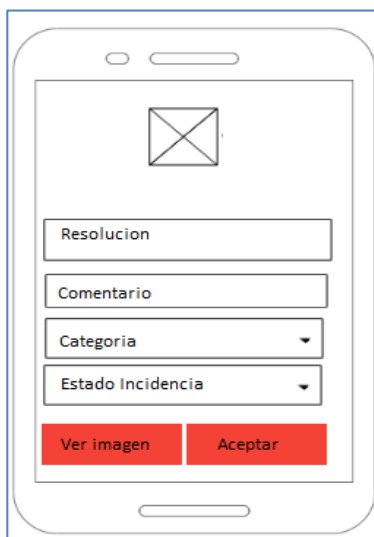 Resolucion
Comentario
Categoria
Estado Incidencia
Ver imagen
Aceptar